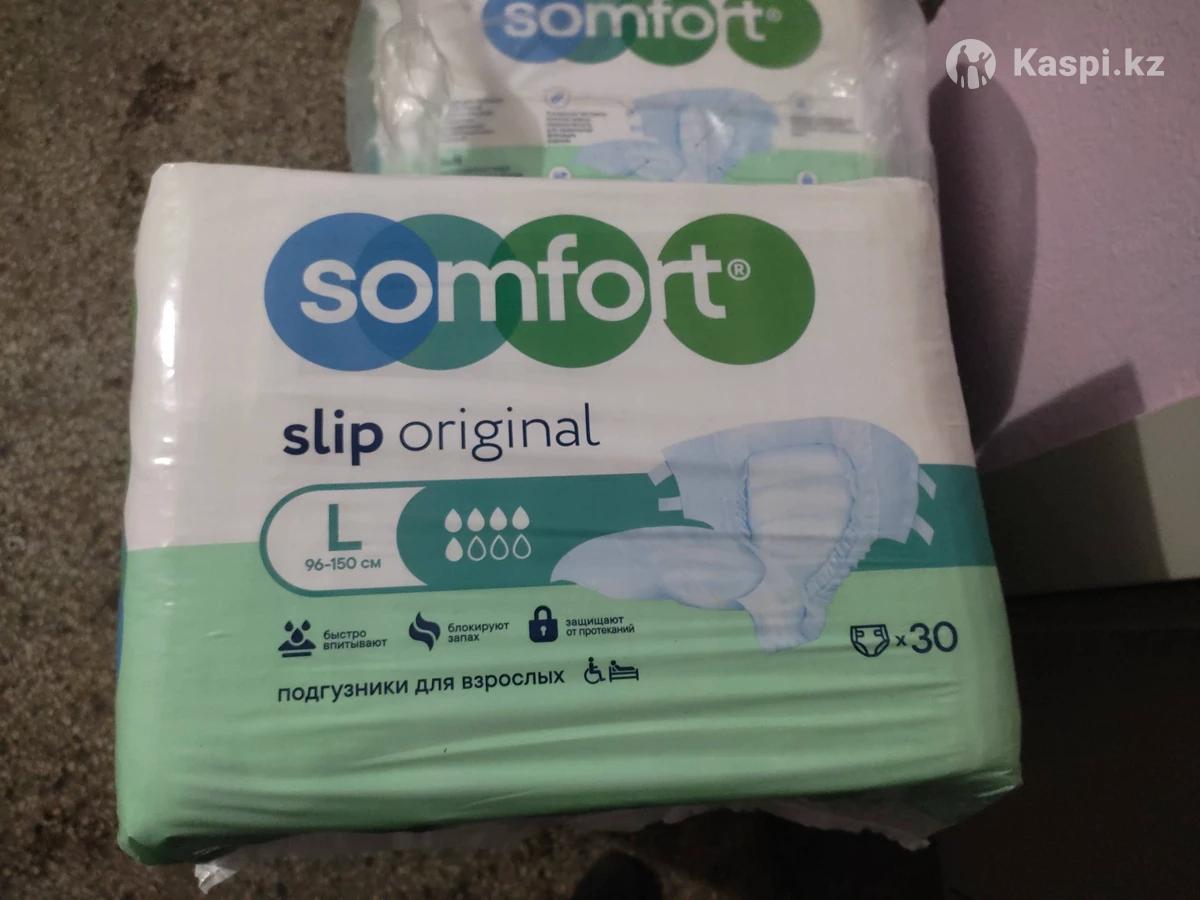 somfort®
Kaspi.kz
somfort®
slip original
L
96-150 см
быстро
впитывают
блокируют
запах
защищают
от протеканий
x30
подгузники для взрослых